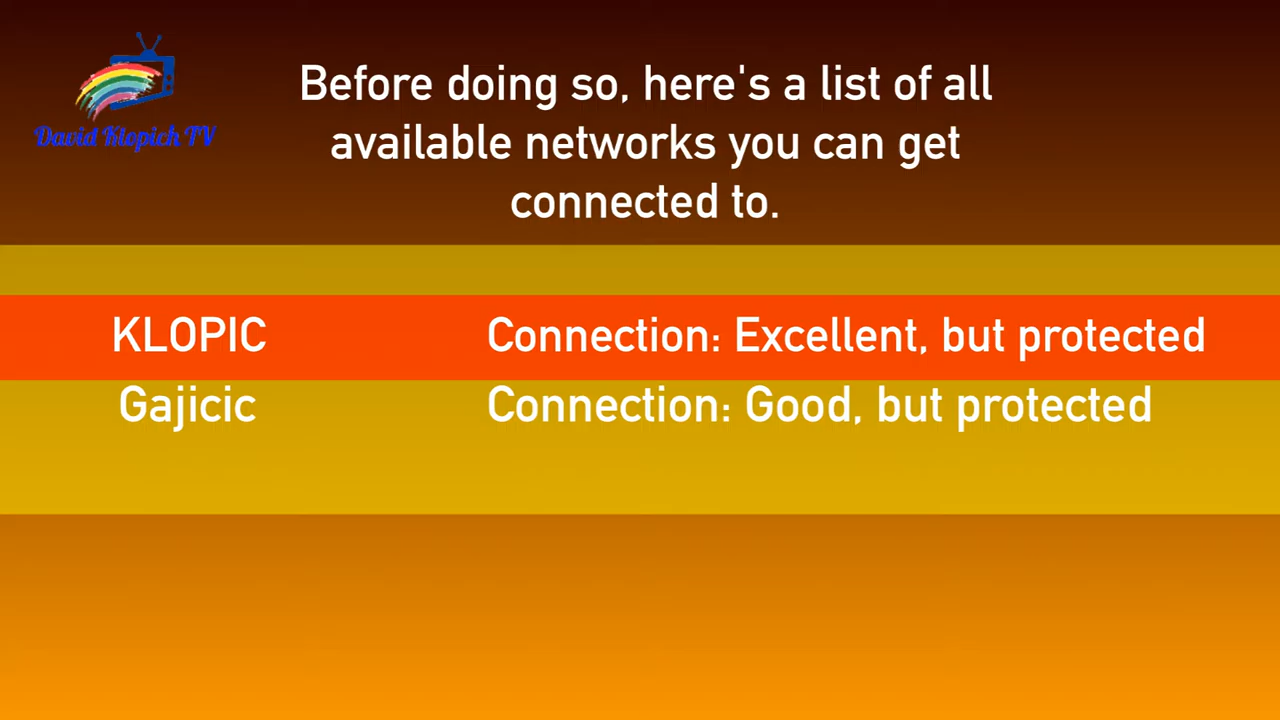 David Klopich TV
Before doing so, here's a list of all
available networks you can get
connected to.
KLOPIC Connection: Excellent, but protected
Gajicic Connection: Good, but protected